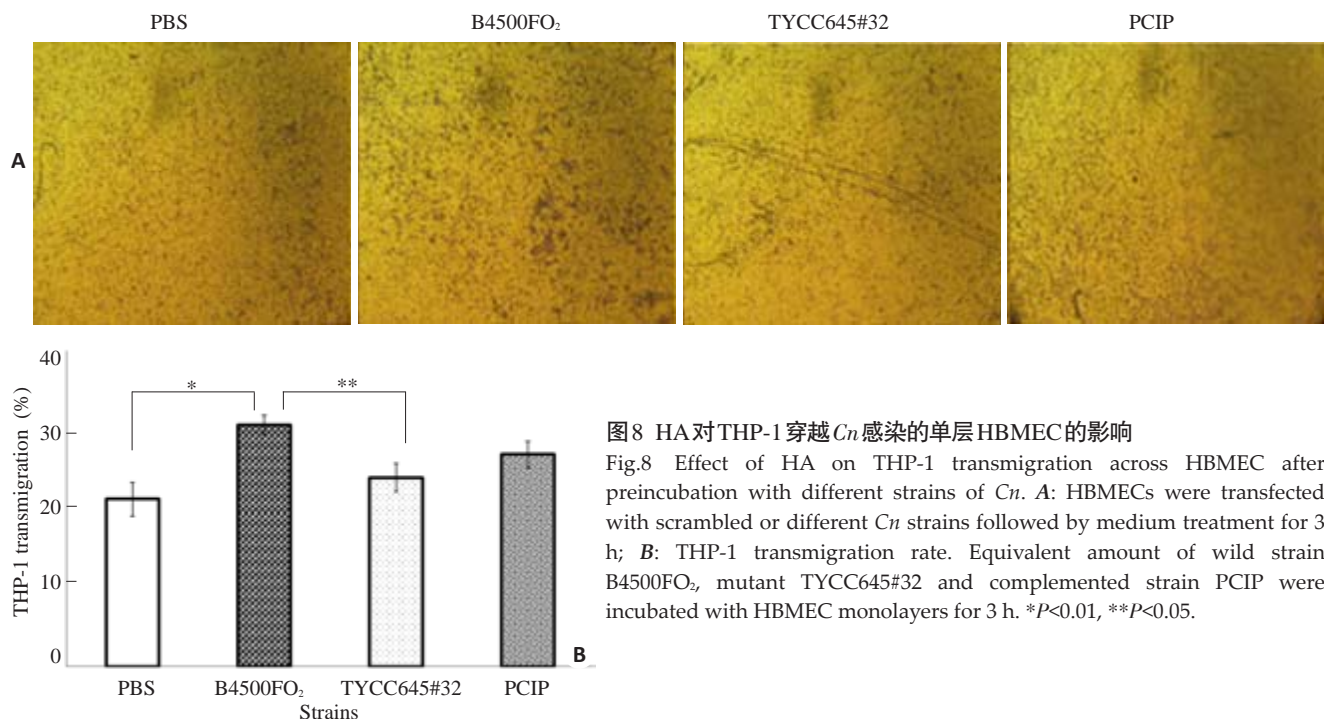 PBS B4500FO₂ TYCC645#32 PCIP
A
40
30
20
10
0
THP-1 transmigration (%)
*
**
B
PBS B4500FO₂ TYCC645#32 PCIP
Strains
图8 HA对THP-1穿越Cn感染的单层HBMEC的影响
Fig.8 Effect of HA on THP-1 transmigration across HBMEC after
preincubation with different strains of Cn. A: HBMECs were transfected
with scrambled or different Cn strains followed by medium treatment for 3
h; B: THP-1 transmigration rate. Equivalent amount of wild strain
B4500FO₂, mutant TYCC645#32 and complemented strain PCIP were
incubated with HBMEC monolayers for 3 h. *P<0.01, **P<0.05.